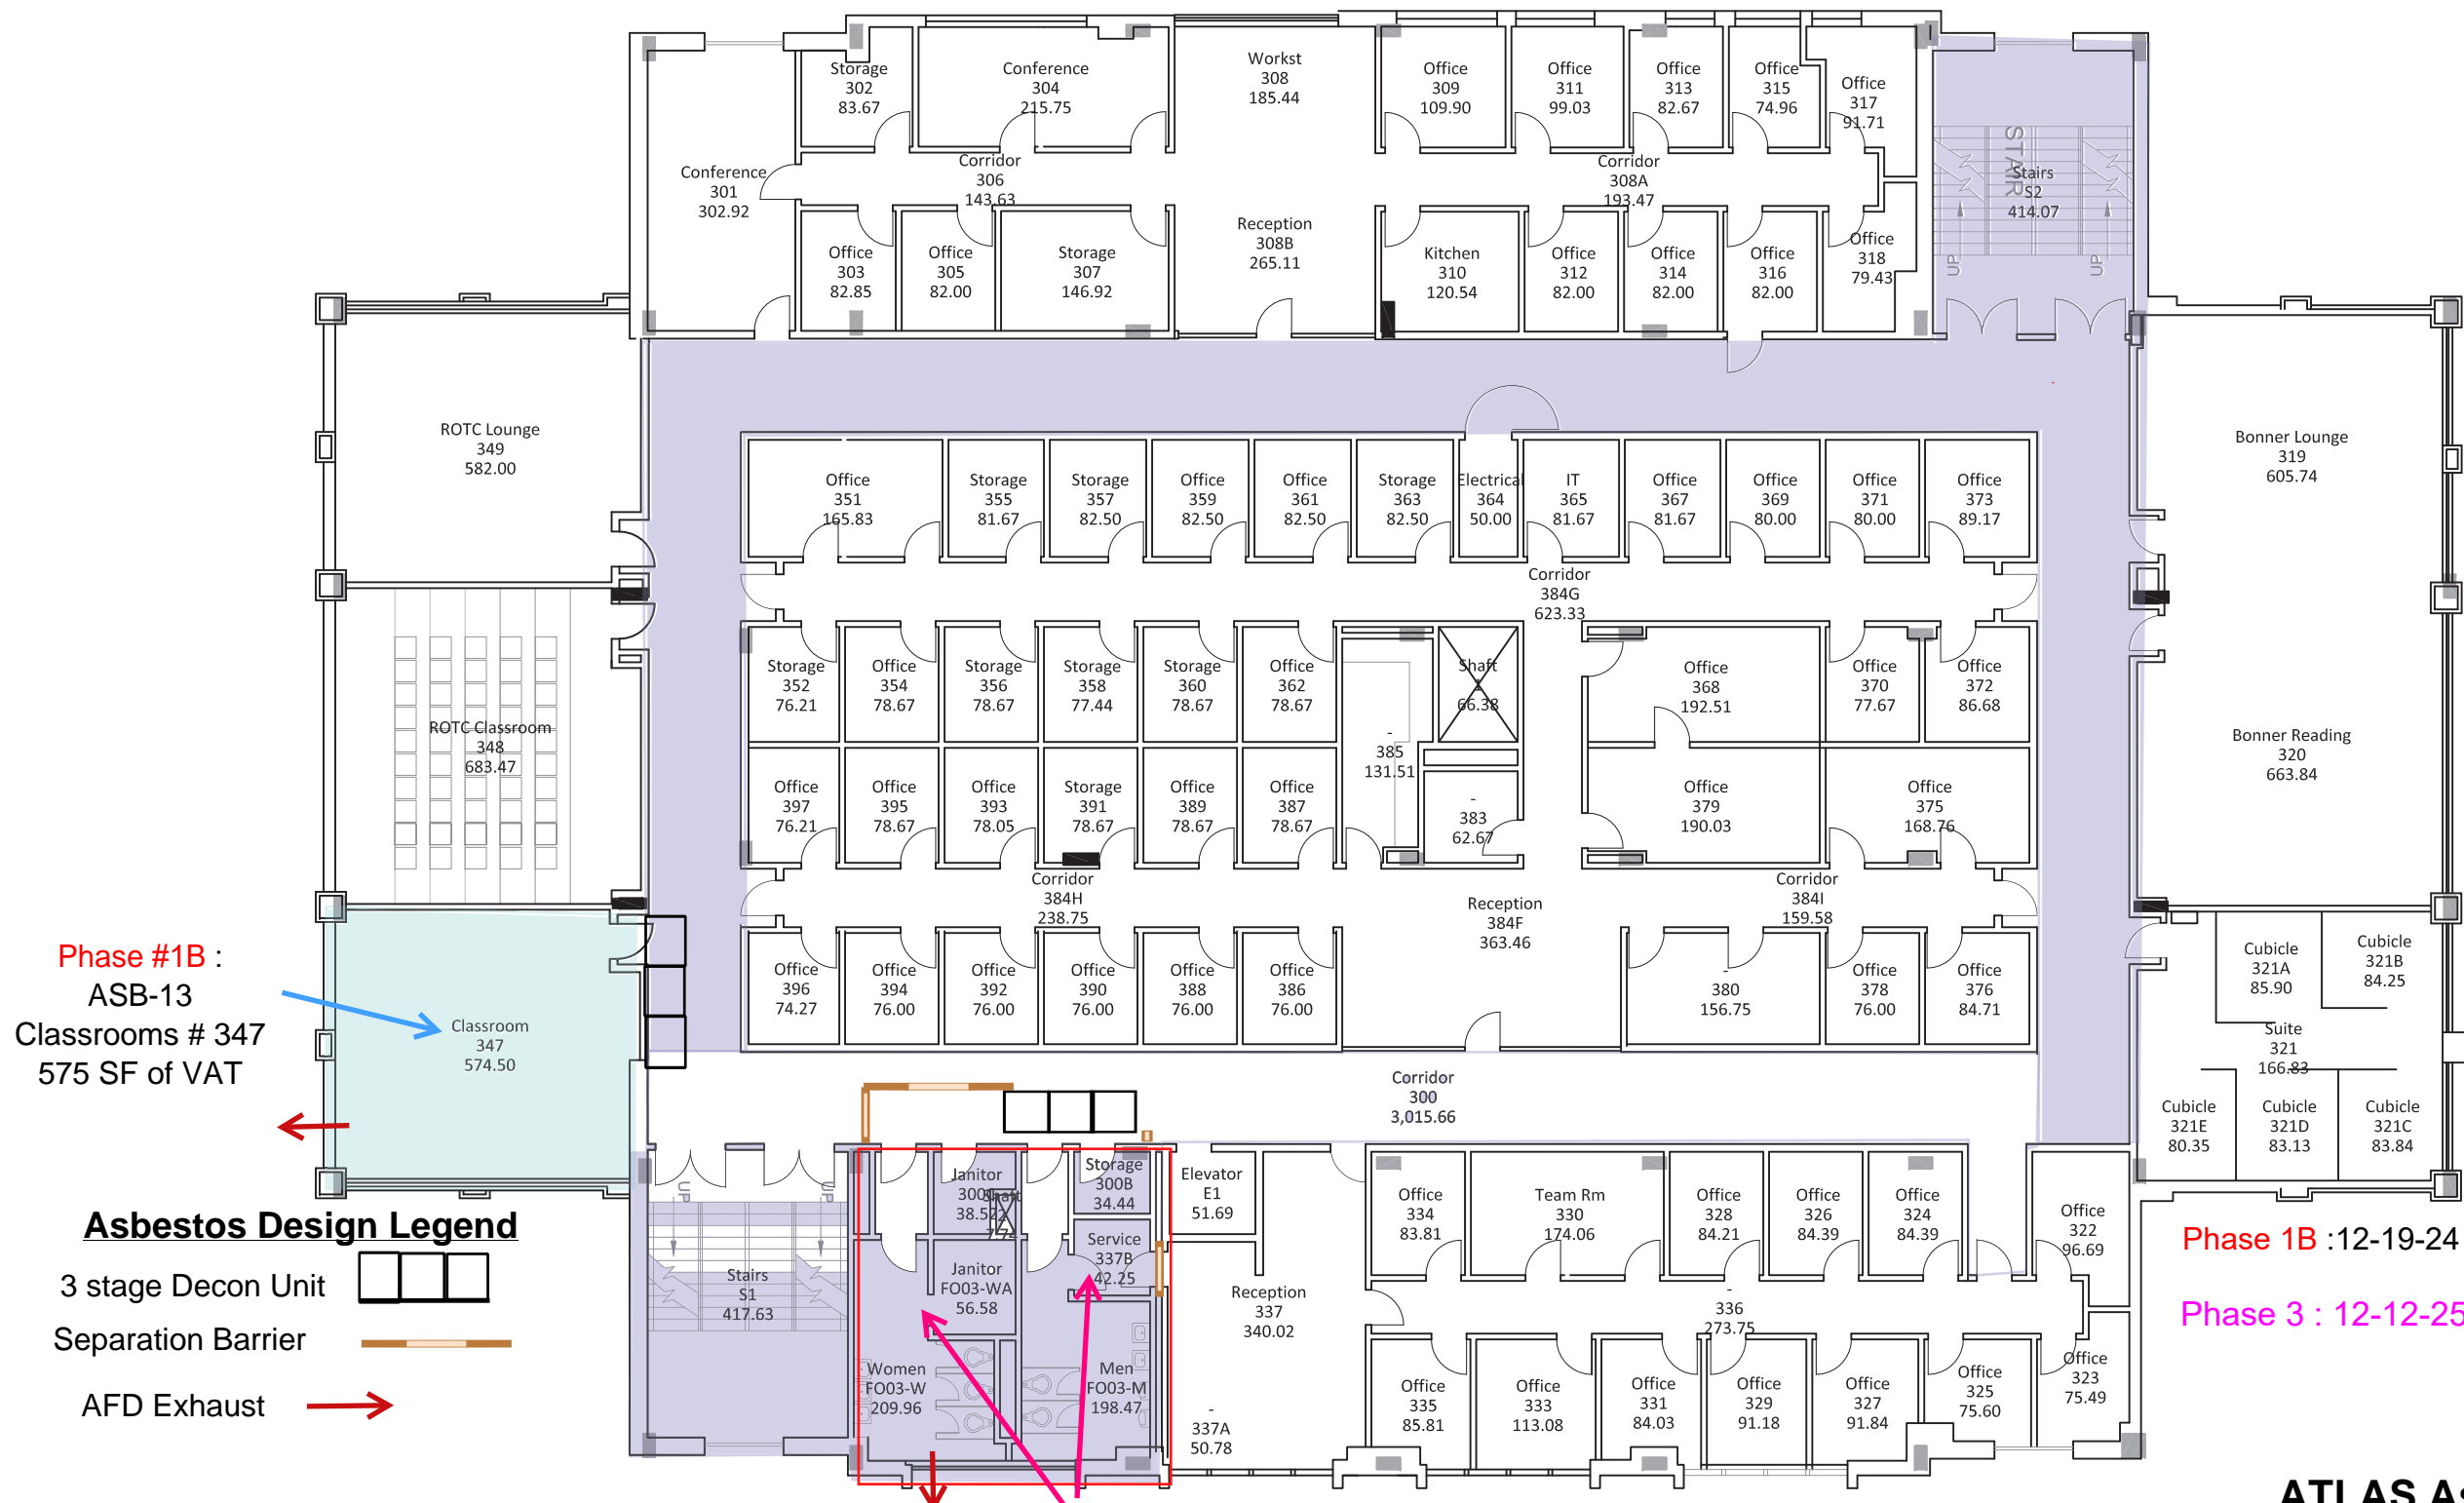 Storage
302
83.67
Conference
304
215.75
Workst
308
185.44
Office
309
109.90
Office
311
99.03
Office
313
82.67
Office
315
74.96
Office
317
91.71
STAIR
Stairs
S2
414.07
UP
UP
Conference
301
302.92
Corridor
306
143.63
Corridor
308A
193.47
Office
303
82.85
Office
305
82.00
Storage
307
146.92
Reception
308B
265.11
Kitchen
310
120.54
Office
312
82.00
Office
314
82.00
Office
316
82.00
Office
318
79.43
ROTC Lounge
349
582.00
Bonner Lounge
319
605.74
Office
351
165.83
Storage
355
81.67
Storage
357
82.50
Office
359
82.50
Office
361
82.50
Storage
363
82.50
Electrical
364
50.00
IT
365
81.67
Office
367
81.67
Office
369
80.00
Office
371
80.00
Office
373
89.17
Corridor
384G
623.33
Storage
352
76.21
Office
354
78.67
Storage
356
78.67
Storage
358
77.44
Storage
360
78.67
Office
362
78.67
Shaft
1
66.38
Office
368
192.51
Office
370
77.67
Office
372
86.68
ROTC Classroom
348
683.47
-
385
131.51
Bonner Reading
320
663.84
Office
397
76.21
Office
395
78.67
Office
393
78.05
Storage
391
78.67
Office
389
78.67
Office
387
78.67
-
383
62.67
Office
379
190.03
Office
375
168.76
Corridor
384H
238.75
Reception
384F
363.46
Corridor
384I
159.58
Office
396
74.27
Office
394
76.00
Office
392
76.00
Office
390
76.00
Office
388
76.00
Office
386
76.00
-
380
156.75
Office
378
76.00
Office
376
84.71
Cubicle
321A
85.90
Cubicle
321B
84.25
Suite
321
166.83
Cubicle
321E
80.35
Cubicle
321D
83.13
Cubicle
321C
83.84
Phase #1B :
ASB-13
Classrooms # 347
575 SF of VAT
Classroom
347
574.50
Corridor
300
3,015.66
Asbestos Design Legend
3 stage Decon Unit
Separation Barrier
AFD Exhaust
UP
UP
Stairs
S1
417.63
Janitor
Shaft
7.74
Storage
300B
34.44
Service
337B
42.25
Janitor
FO03-WA
56.58
Women
FO03-W
209.96
Men
FO03-M
198.47
Elevator
E1
51.69
Reception
337
340.02
-
337A
50.78
Office
334
83.81
Team Rm
330
174.06
Office
328
84.21
Office
326
84.39
Office
324
84.39
Office
322
96.69
-
336
273.75
Office
335
85.81
Office
333
113.08
Office
331
84.03
Office
329
91.18
Office
327
91.84
Office
325
75.60
Office
323
75.49
Phase 1B :12-19-24
Phase 3 : 12-12-25